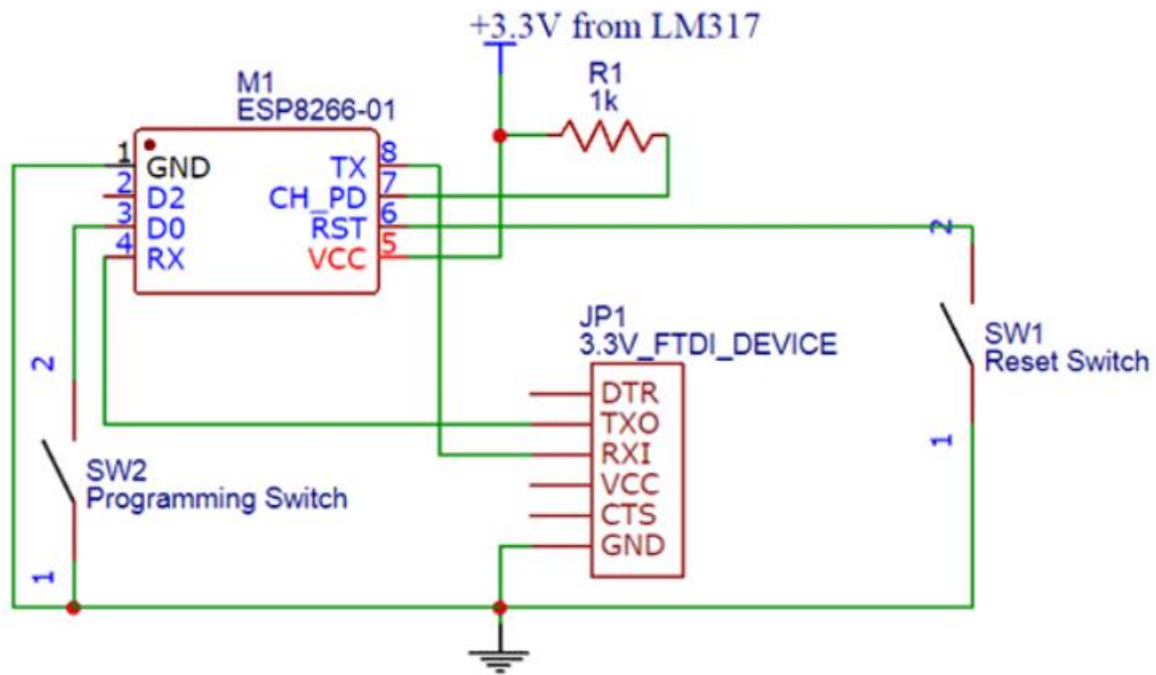 +3.3V from LM317
R1
1k
M1
ESP8266-01
1 GND
2 D2
3 D0
4 RX
TX 8
CH_PD 7
RST 6
VCC 5
2
SW1
Reset Switch
1
JP1
3.3V_FTDI_DEVICE
DTR
TXO
RXI
VCC
CTS
GND
2
SW2
Programming Switch
1